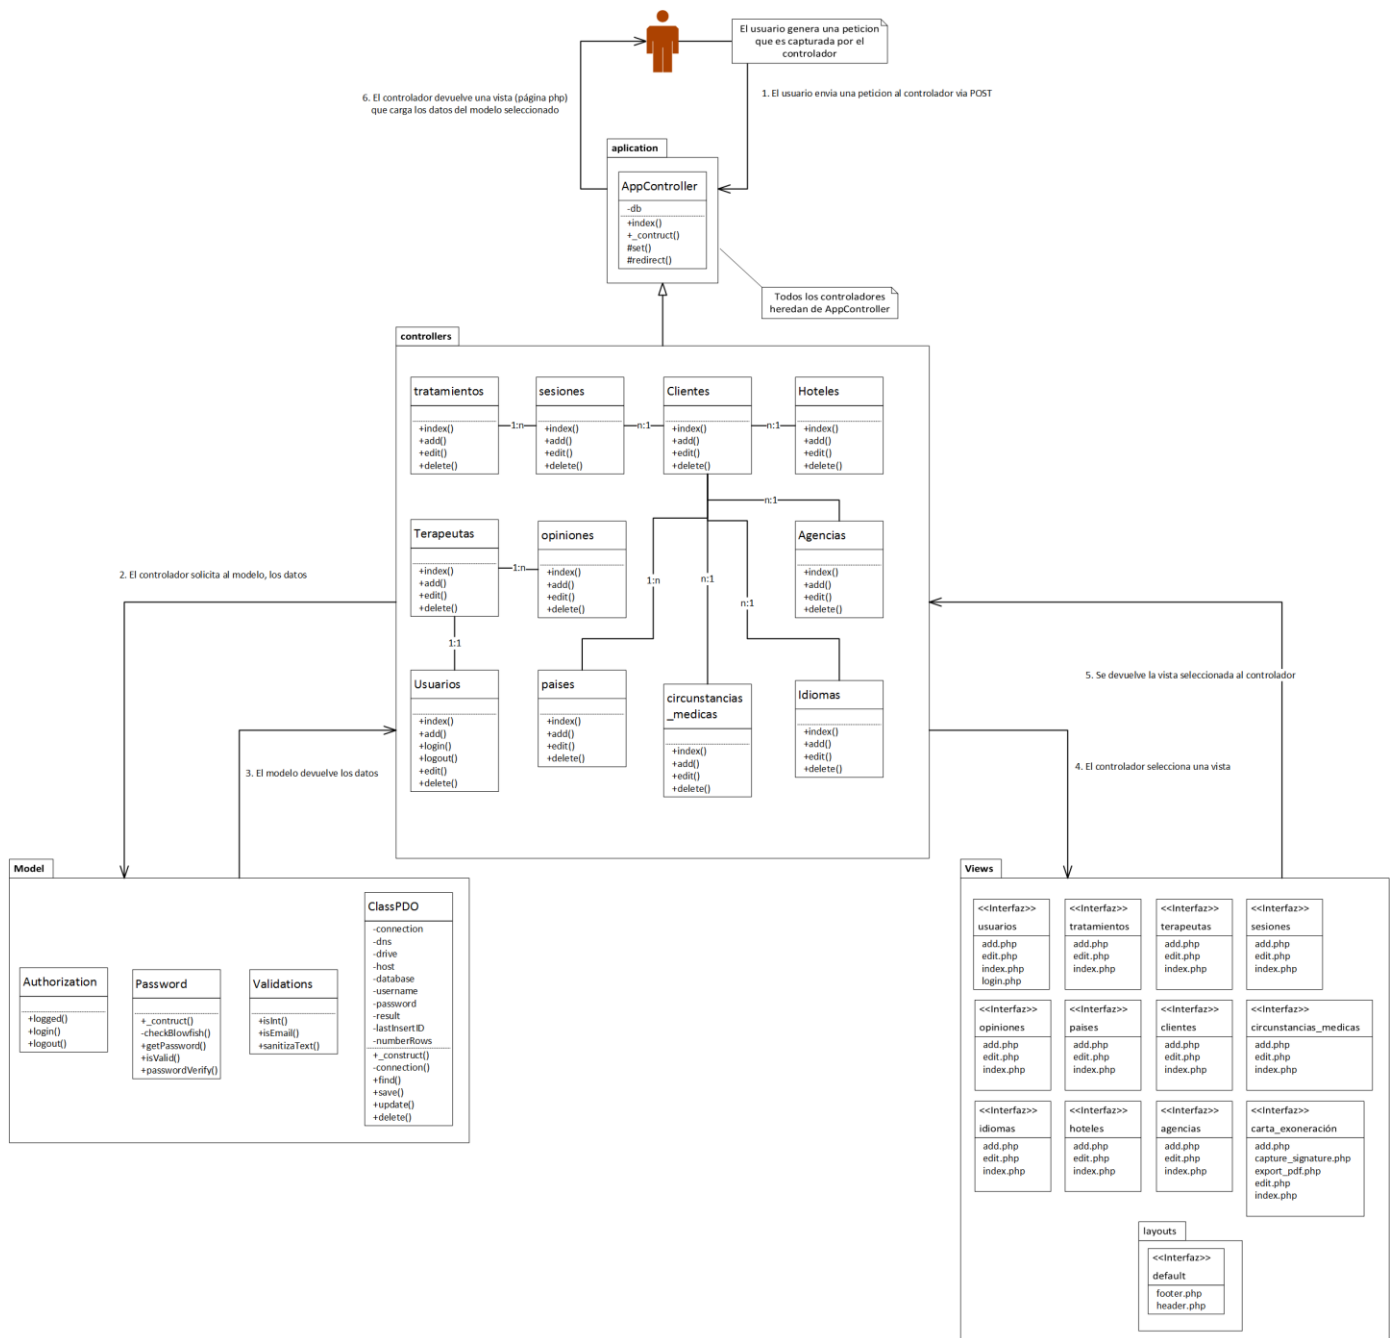 El usuario genera una peticion
que es capturada por el
controlador
1. El usuario envia una peticion al controlador via POST
6. El controlador devuelve una vista (página php)
que carga los datos del modelo seleccionado
aplication
AppController
-db
+index()
+_contruct()
#set()
#redirect()
Todos los controladores
heredan de AppController
controllers
tratamientos
+index()
+add()
+edit()
+delete()
1:n
sesiones
+index()
+add()
+edit()
+delete()
n:1
Clientes
+index()
+add()
+edit()
+delete()
n:1
Hoteles
+index()
+add()
+edit()
+delete()
n:1
Terapeutas
+index()
+add()
+edit()
+delete()
1:n
opiniones
+index()
+add()
+edit()
+delete()
1:n
n:1
n:1
Agencias
+index()
+add()
+edit()
+delete()
1:1
Usuarios
+index()
+add()
+login()
+logout()
+edit()
+delete()
paises
+index()
+add()
+edit()
+delete()
circunstancias
_medicas
+index()
+add()
+edit()
+delete()
Idiomas
+index()
+add()
+edit()
+delete()
2. El controlador solicita al modelo, los datos
3. El modelo devuelve los datos
5. Se devuelve la vista seleccionada al controlador
4. El controlador selecciona una vista
Model
Authorization
+logged()
+login()
+logout()
Password
+_contruct()
-checkBlowfish()
+getPassword()
+isValid()
+passwordVerify()
Validations
+isInt()
+isEmail()
+sanitizaText()
ClassPDO
-connection
-dns
-drive
-host
-database
-username
-password
-result
-lastInsertID
-numberRows
+_construct()
-connection()
+find()
+save()
+update()
+delete()
Views
<<Interfaz>>
usuarios
add.php
edit.php
index.php
login.php
<<Interfaz>>
tratamientos
add.php
edit.php
index.php
<<Interfaz>>
terapeutas
add.php
edit.php
index.php
<<Interfaz>>
sesiones
add.php
edit.php
index.php
<<Interfaz>>
opiniones
add.php
edit.php
index.php
<<Interfaz>>
paises
add.php
edit.php
index.php
<<Interfaz>>
clientes
add.php
edit.php
index.php
<<Interfaz>>
circunstancias_medicas
add.php
edit.php
index.php
<<Interfaz>>
idiomas
add.php
edit.php
index.php
<<Interfaz>>
hoteles
add.php
edit.php
index.php
<<Interfaz>>
agencias
add.php
edit.php
index.php
<<Interfaz>>
carta_exoneración
add.php
capture_signature.php
export_pdf.php
edit.php
index.php
layouts
<<Interfaz>>
default
footer.php
header.php